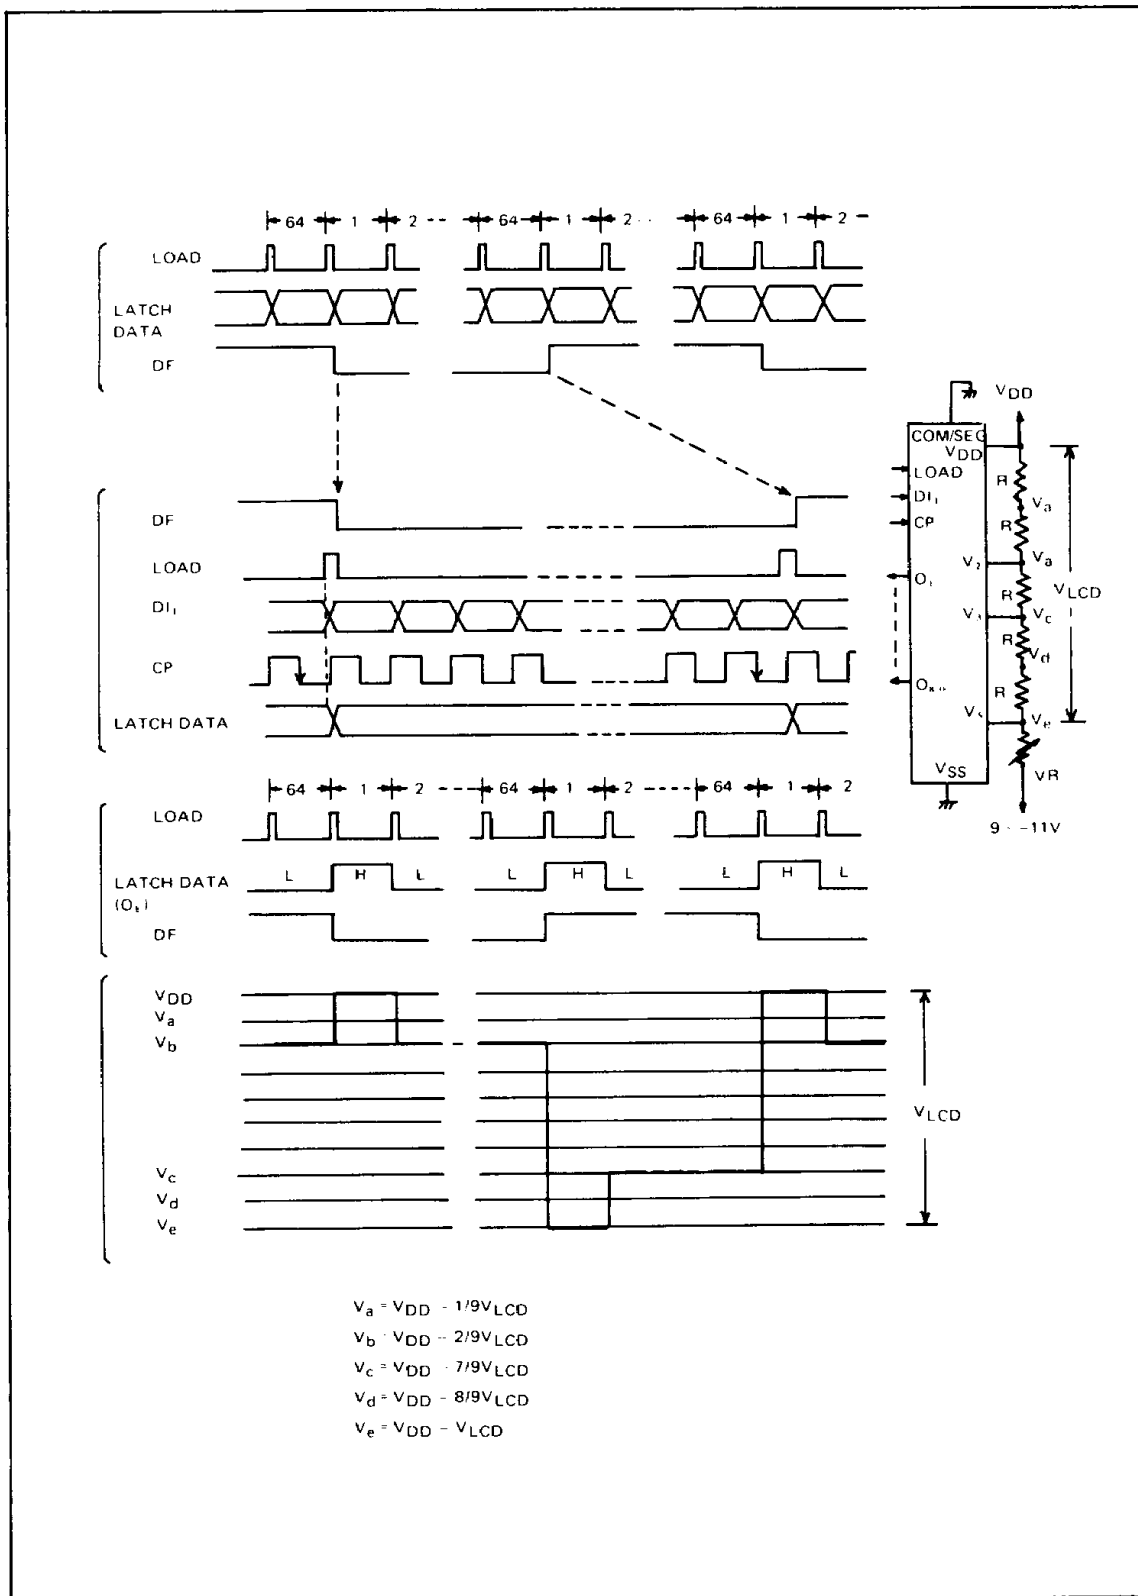 64 1 2 64 1 2 64 1 2
LOAD
LATCH
DATA
DF
DF
LOAD
DI₁
CP
LATCH DATA
COM/SEG
VDD
VDD
LOAD
DI₁
CP
O₁
V₂
V₃
VSS
R
Va
R
Va
R
Vc
R
Vd
R
Ve
VLCD
VR
9 ~ -11V
64 1 2 64 1 2 64 1 2
LOAD
LATCH DATA
L H L L H L L H L
DF
VDD
Va
Vb
Vc
Vd
Ve
VLCD
Va = VDD - 1/9VLCD
Vb VDD - 2/9VLCD
Vc = VDD - 7/9VLCD
Vd = VDD - 8/9VLCD
Ve = VDD - VLCD